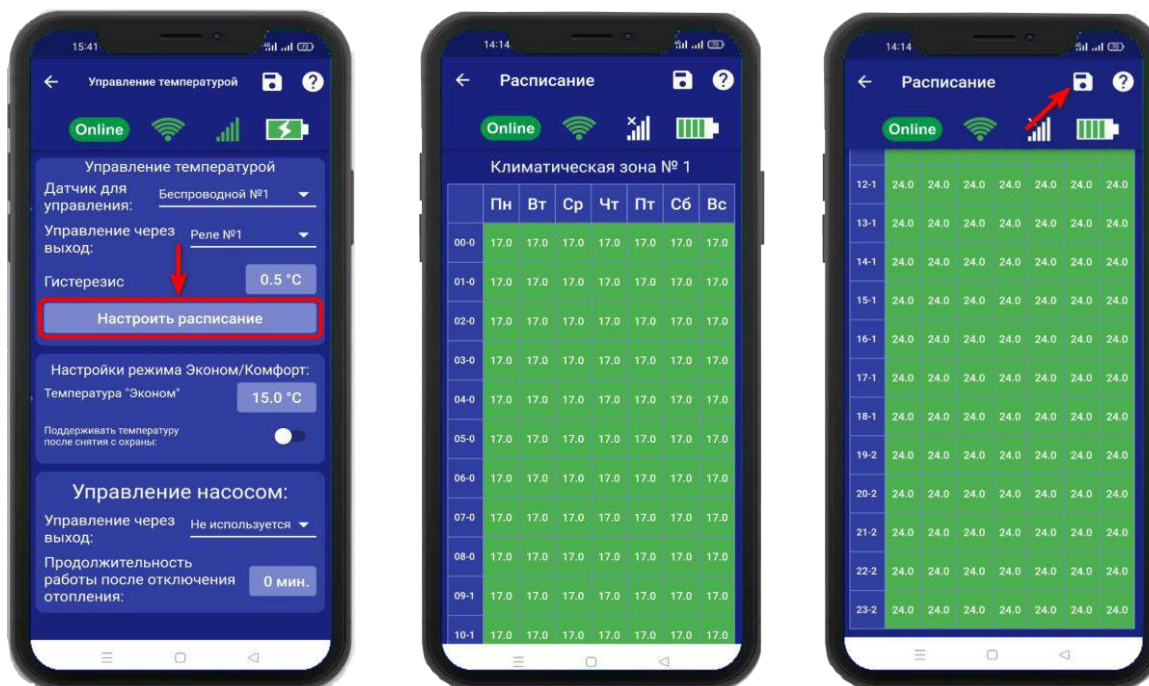 15:41
Управление температурой
Online
Управление температурой
Датчик для
управления:
Беспроводной №1
Управление через
выход:
Реле №1
Гистерезис
0.5 °C
Настроить расписание
Настройки режима Эконом/Комфорт:
Температура "Эконом"
15.0 °C
Поддерживать температуру
после снятия с охраны:
Управление насосом:
Управление через
выход:
Не используется
Продолжительность
работы после отключения
отопления:
0 мин.
14:14
Расписание
Online
Климатическая зона № 1
Пн Вт Ср Чт Пт Сб Вс
00-0 17.0 17.0 17.0 17.0 17.0 17.0 17.0
01-0 17.0 17.0 17.0 17.0 17.0 17.0 17.0
02-0 17.0 17.0 17.0 17.0 17.0 17.0 17.0
03-0 17.0 17.0 17.0 17.0 17.0 17.0 17.0
04-0 17.0 17.0 17.0 17.0 17.0 17.0 17.0
05-0 17.0 17.0 17.0 17.0 17.0 17.0 17.0
06-0 17.0 17.0 17.0 17.0 17.0 17.0 17.0
07-0 17.0 17.0 17.0 17.0 17.0 17.0 17.0
08-0 17.0 17.0 17.0 17.0 17.0 17.0 17.0
09-1 17.0 17.0 17.0 17.0 17.0 17.0 17.0
10-1 17.0 17.0 17.0 17.0 17.0 17.0 17.0
14:14
Расписание
Online
12-1 24.0 24.0 24.0 24.0 24.0 24.0 24.0
13-1 24.0 24.0 24.0 24.0 24.0 24.0 24.0
14-1 24.0 24.0 24.0 24.0 24.0 24.0 24.0
15-1 24.0 24.0 24.0 24.0 24.0 24.0 24.0
16-1 24.0 24.0 24.0 24.0 24.0 24.0 24.0
17-1 24.0 24.0 24.0 24.0 24.0 24.0 24.0
18-1 24.0 24.0 24.0 24.0 24.0 24.0 24.0
19-2 24.0 24.0 24.0 24.0 24.0 24.0 24.0
20-2 24.0 24.0 24.0 24.0 24.0 24.0 24.0
21-2 24.0 24.0 24.0 24.0 24.0 24.0 24.0
22-2 24.0 24.0 24.0 24.0 24.0 24.0 24.0
23-2 24.0 24.0 24.0 24.0 24.0 24.0 24.0